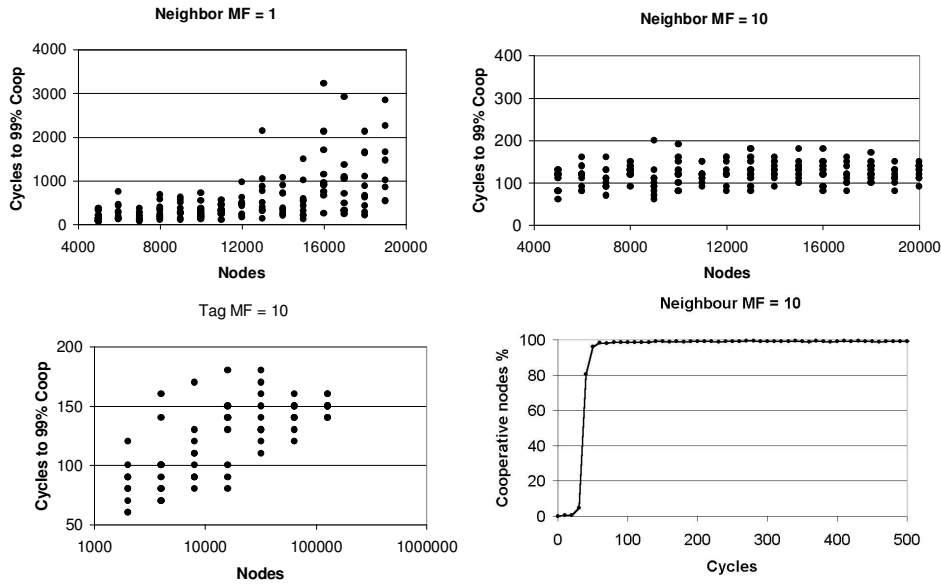 Neighbor MF = 1
Cycles to 99% Coop
4000
3000
2000
1000
0
4000 8000 12000 16000 20000
Nodes
Neighbor MF = 10
Cycles to 99% Coop
400
300
200
100
0
4000 8000 12000 16000 20000
Nodes
Tag MF = 10
Cycles to 99% Coop
200
150
100
50
1000 10000 100000 1000000
Nodes
Neighbour MF = 10
Cooperative nodes %
100
80
60
40
20
0
0 100 200 300 400 500
Cycles